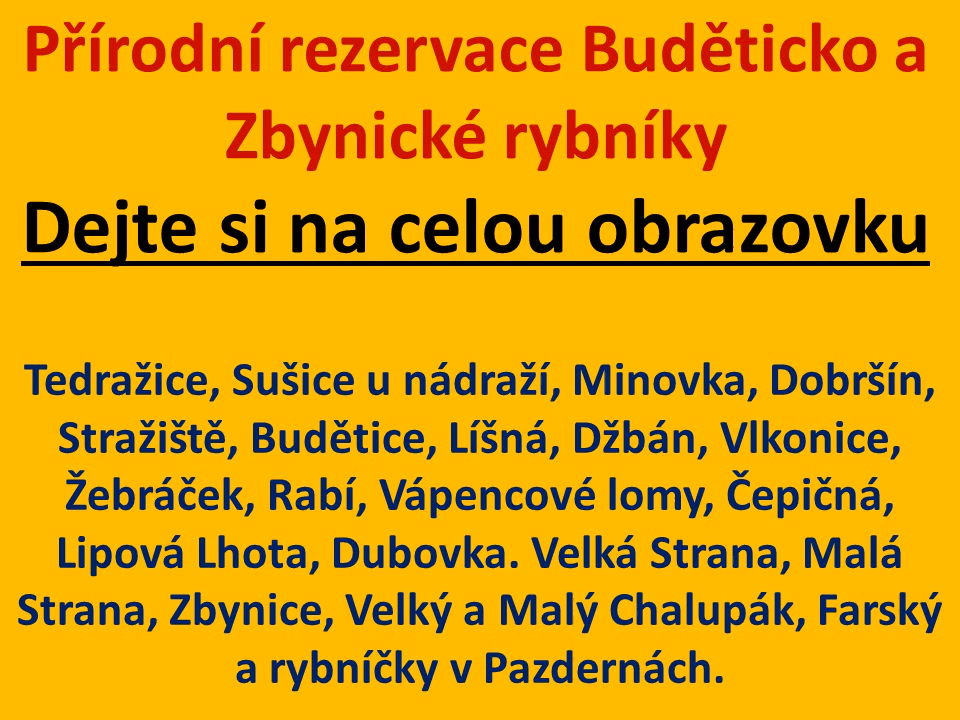 Přírodní rezervace Buděticko a
Zbynické rybníky
Dejte si na celou obrazovku
Tedražice, Sušice u nádraží, Minovka, Dobršín,
Stražiště, Budětice, Líšná, Džbán, Vlkonice,
Žebráček, Rabí, Vápencové lomy, Čepičná,
Lipová Lhota, Dubovka. Velká Strana, Malá
Strana, Zbynice, Velký a Malý Chalupák, Farský
a rybníčky v Pazdernách.